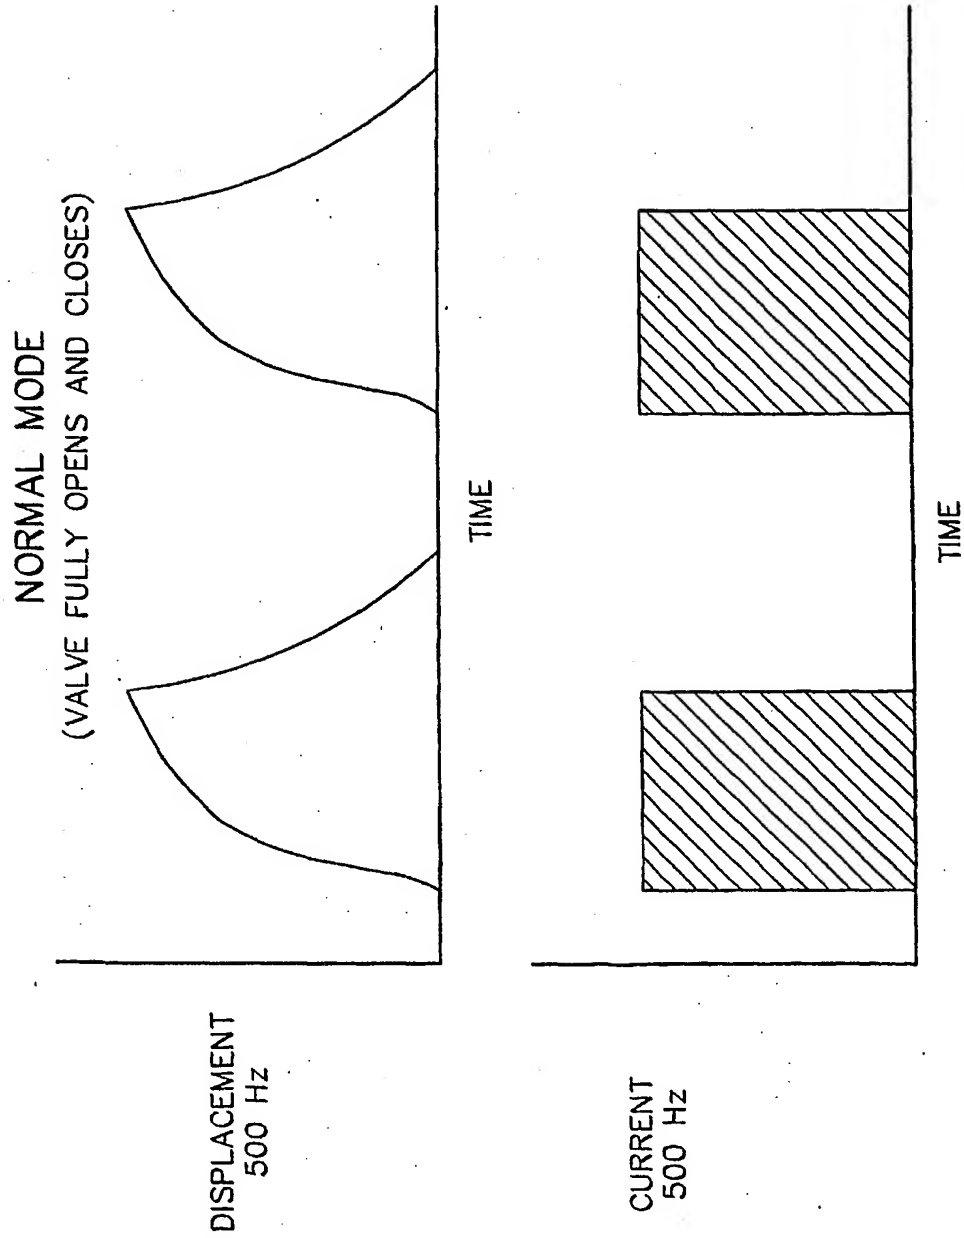 NORMAL MODE
(VALVE FULLY OPENS AND CLOSES)
DISPLACEMENT
500 Hz
TIME
CURRENT
500 Hz
TIME